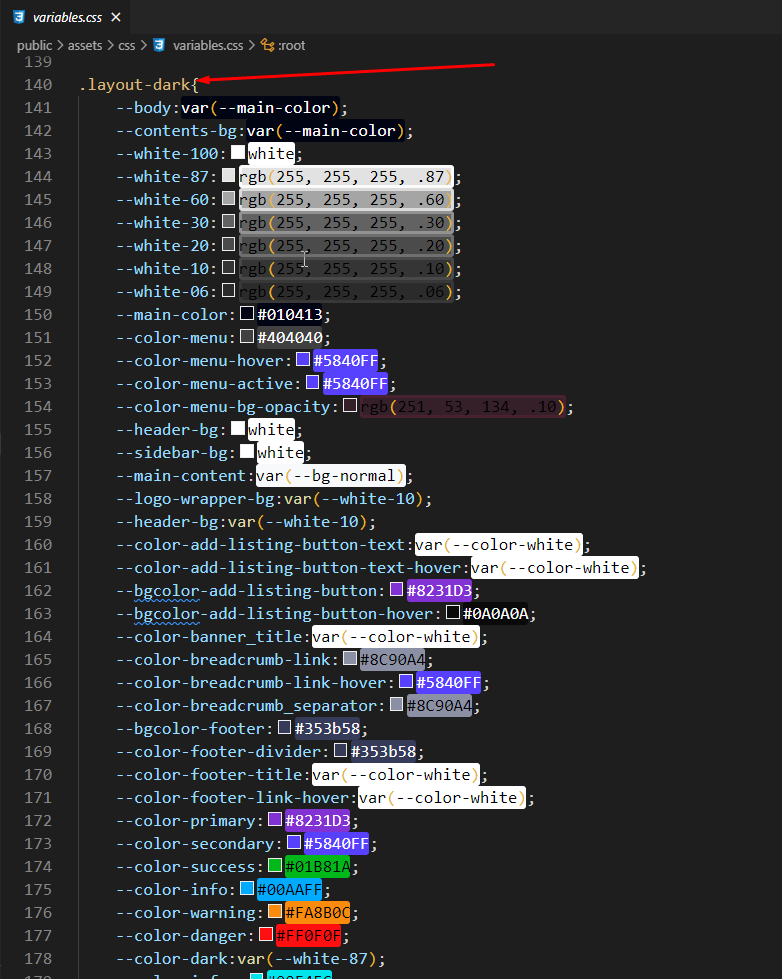 variables.css ×
public > assets > css > variables.css > :root
139
140 .layout-dark{
141 --body:var(--main-color);
142 --contents-bg:var(--main-color);
143 --white-100:white;
144 --white-87:rgb(255, 255, 255, .87);
145 --white-60:rgb(255, 255, 255, .60);
146 --white-30:rgb(255, 255, 255, .30);
147 --white-20:rgb(255, 255, 255, .20);
148 --white-10:rgb(255, 255, 255, .10);
149 --white-06:rgb(255, 255, 255, .06);
150 --main-color:#010413;
151 --color-menu:#404040;
152 --color-menu-hover:#5840FF;
153 --color-menu-active:#5840FF;
154 --color-menu-bg-opacity:rgb(251, 53, 134, .10);
155 --header-bg:white;
156 --sidebar-bg:white;
157 --main-content:var(--bg-normal);
158 --logo-wrapper-bg:var(--white-10);
159 --header-bg:var(--white-10);
160 --color-add-listing-button-text:var(--color-white);
161 --color-add-listing-button-text-hover:var(--color-white);
162 --bgcolor-add-listing-button:#8231D3;
163 --bgcolor-add-listing-button-hover:#0A0A0A;
164 --color-banner_title:var(--color-white);
165 --color-breadcrumb-link:#8C90A4;
166 --color-breadcrumb-link-hover:#5840FF;
167 --color-breadcrumb_separator:#8C90A4;
168 --bgcolor-footer:#353b58;
169 --color-footer-divider:#353b58;
170 --color-footer-title:var(--color-white);
171 --color-footer-link-hover:var(--color-white);
172 --color-primary:#8231D3;
173 --color-secondary:#5840FF;
174 --color-success:#01B81A;
175 --color-info:#00AAFF;
176 --color-warning:#FA8B0C;
177 --color-danger:#FF0F0F;
178 --color-dark:var(--white-87);